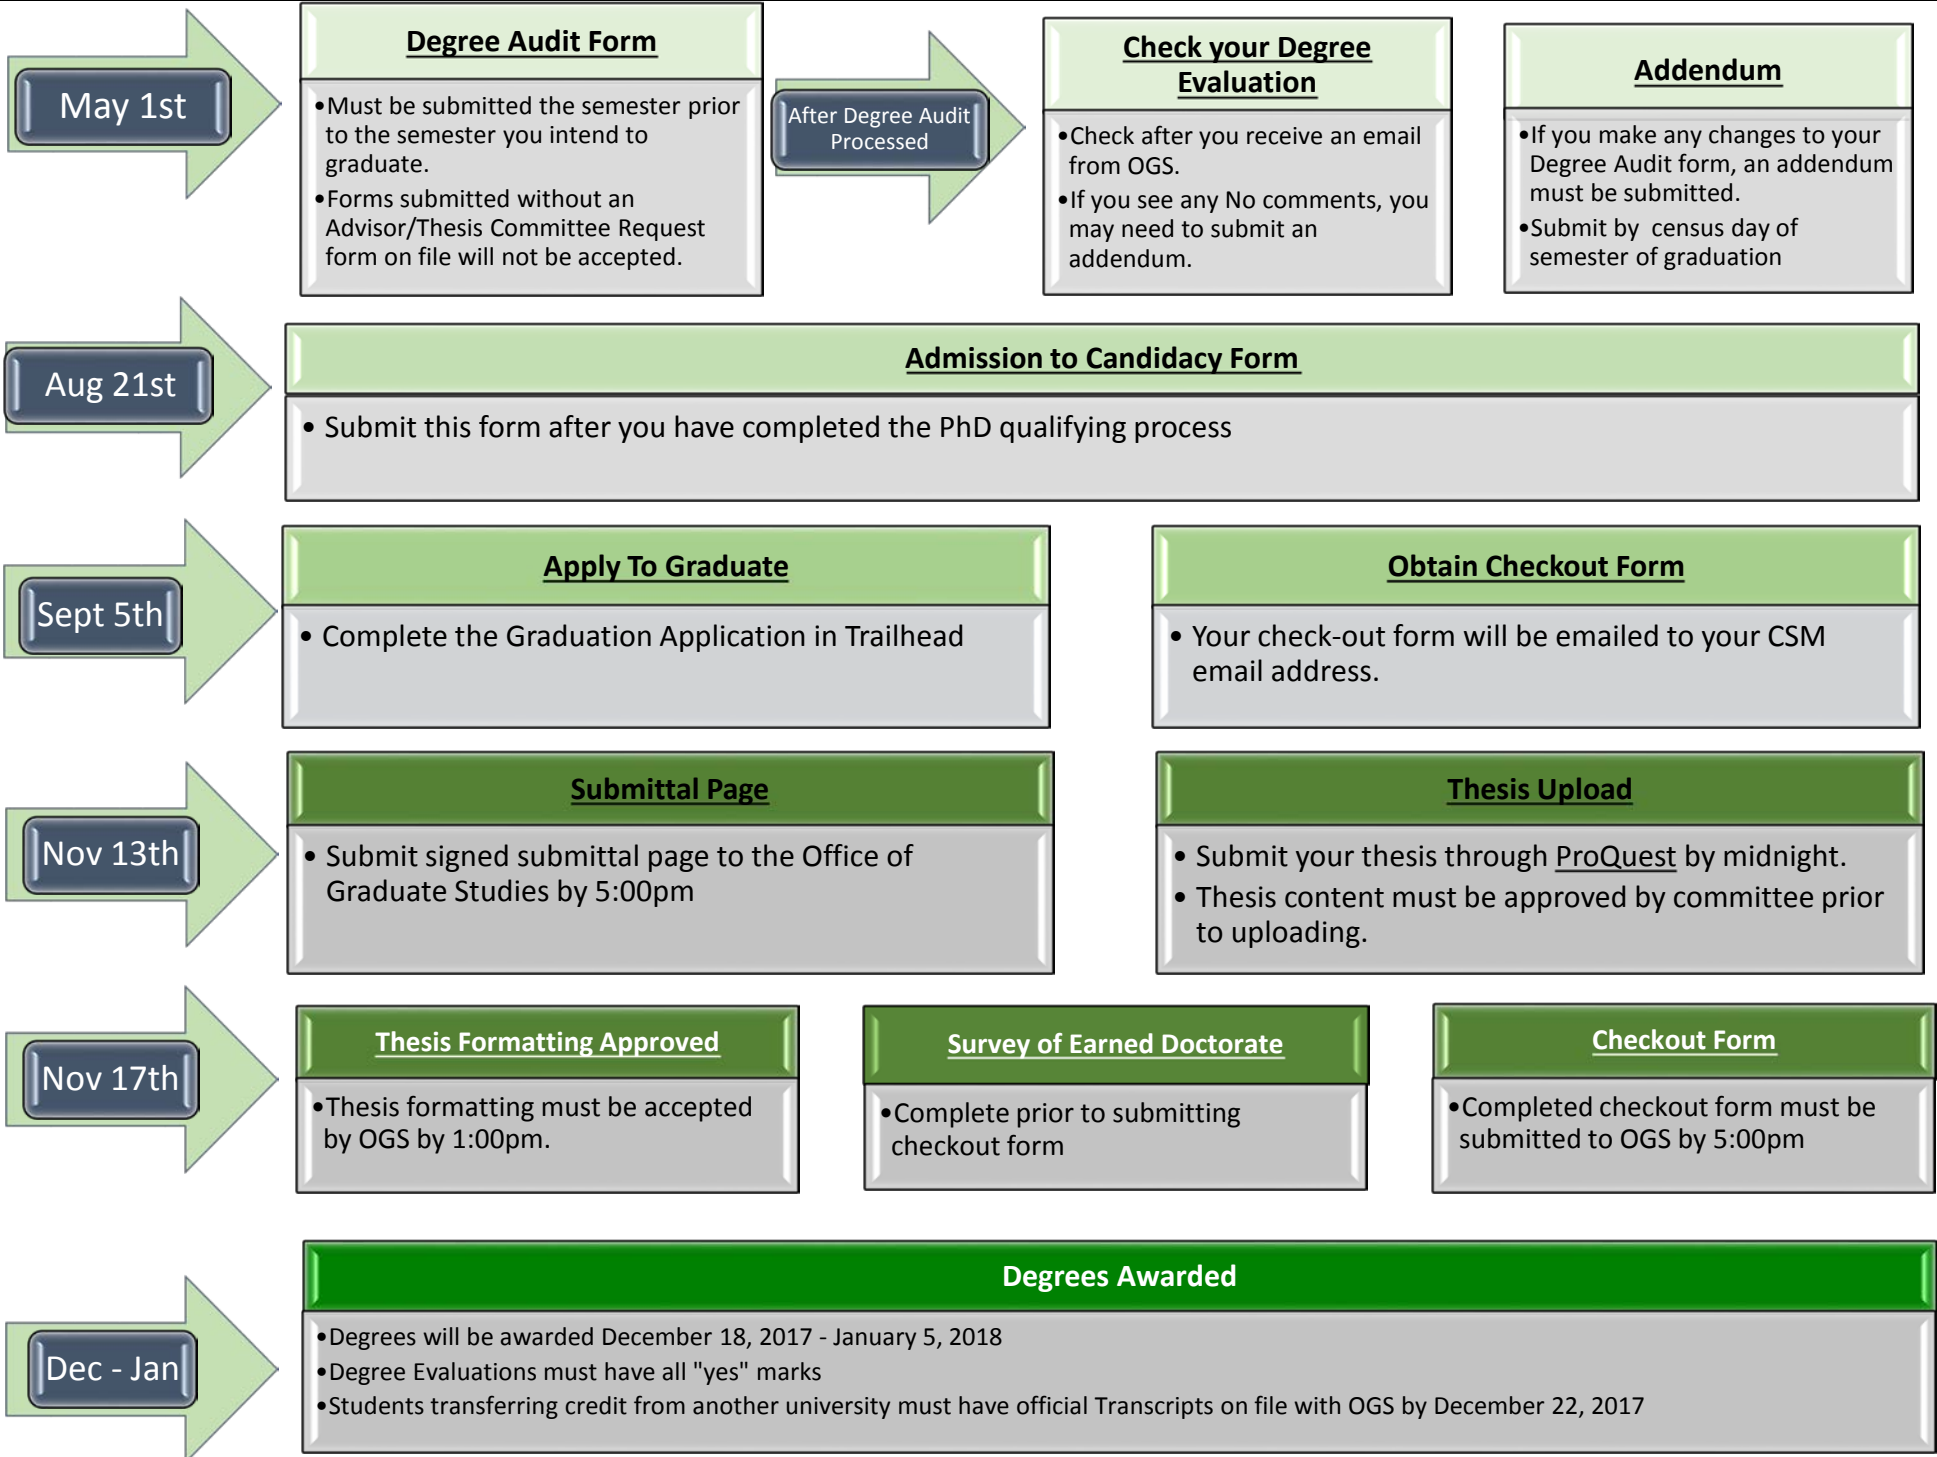 May 1st
Degree Audit Form
•Must be submitted the semester prior
to the semester you intend to
graduate.
•Forms submitted without an
Advisor/Thesis Committee Request
form on file will not be accepted.
After Degree Audit
Processed
Check your Degree
Evaluation
•Check after you receive an email
from OGS.
•If you see any No comments, you
may need to submit an
addendum.
Addendum
•If you make any changes to your
Degree Audit form, an addendum
must be submitted.
•Submit by census day of
semester of graduation
Aug 21st
Admission to Candidacy Form
• Submit this form after you have completed the PhD qualifying process
Sept 5th
Apply To Graduate
• Complete the Graduation Application in Trailhead
Obtain Checkout Form
• Your check-out form will be emailed to your CSM
email address.
Nov 13th
Submittal Page
• Submit signed submittal page to the Office of
Graduate Studies by 5:00pm
Thesis Upload
• Submit your thesis through ProQuest by midnight.
• Thesis content must be approved by committee prior
to uploading.
Nov 17th
Thesis Formatting Approved
•Thesis formatting must be accepted
by OGS by 1:00pm.
Survey of Earned Doctorate
•Complete prior to submitting
checkout form
Checkout Form
•Completed checkout form must be
submitted to OGS by 5:00pm
Dec - Jan
Degrees Awarded
•Degrees will be awarded December 18, 2017 - January 5, 2018
•Degree Evaluations must have all "yes" marks
•Students transferring credit from another university must have official Transcripts on file with OGS by December 22, 2017